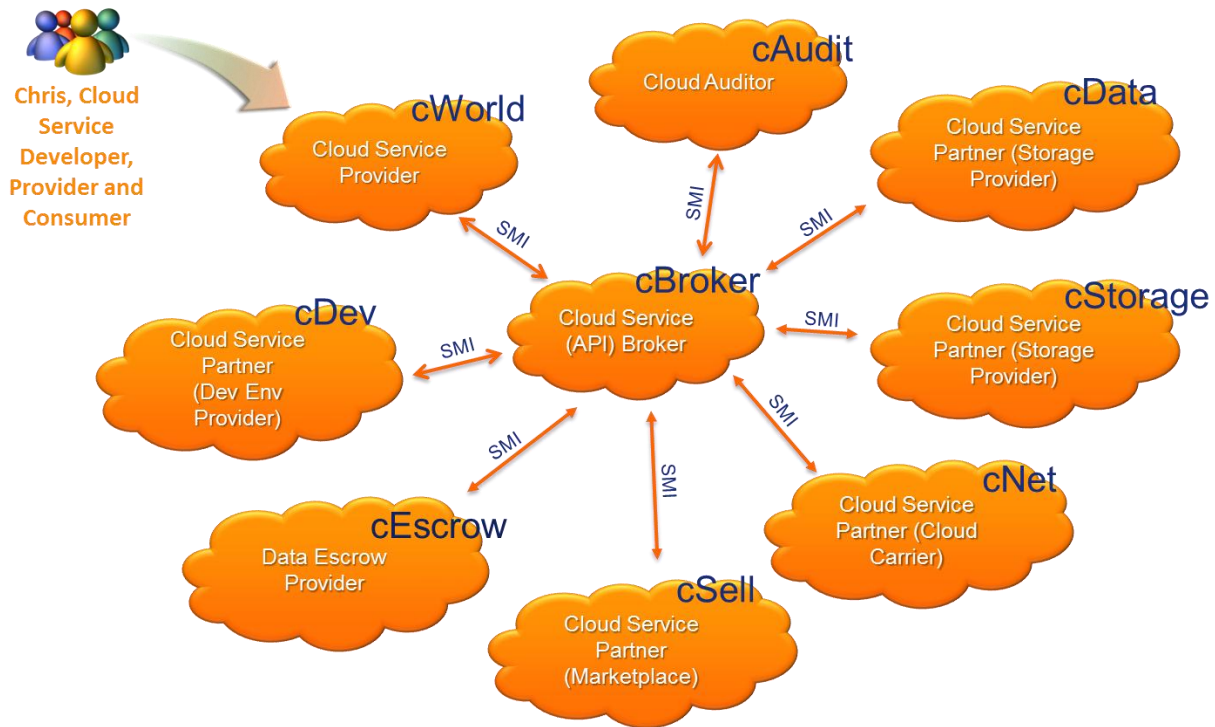 Chris, Cloud
Service
Developer,
Provider and
Consumer
cWorld
Cloud Service
Provider
cAudit
Cloud Auditor
cData
Cloud Service
Partner (Storage
Provider)
SMI
SMI
SMI
cBroker
Cloud Service
(API) Broker
cDev
Cloud Service
Partner
(Dev Env
Provider)
SMI
SMI
cStorage
Cloud Service
Partner (Storage
Provider)
SMI
SMI
SMI
cEscrow
Data Escrow
Provider
cSell
Cloud Service
Partner
(Marketplace)
cNet
Cloud Service
Partner (Cloud
Carrier)